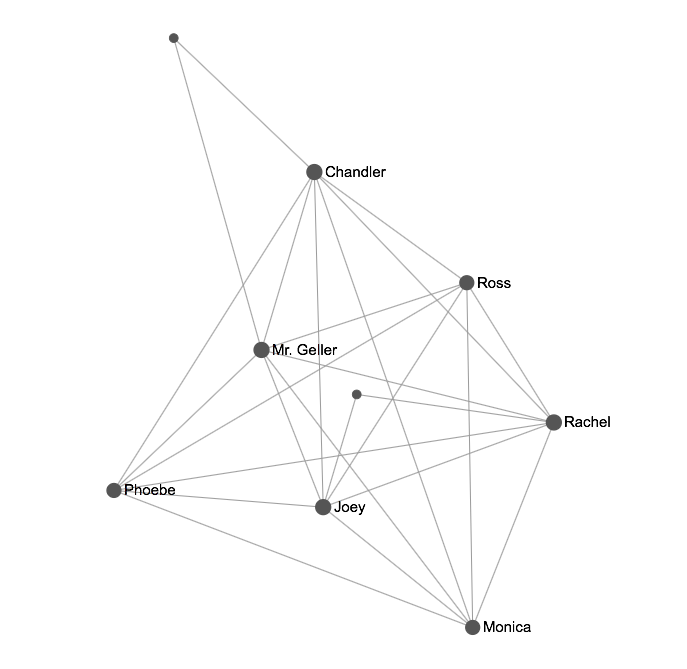 Chandler
Ross
Mr. Geller
Rachel
Phoebe
Joey
Monica